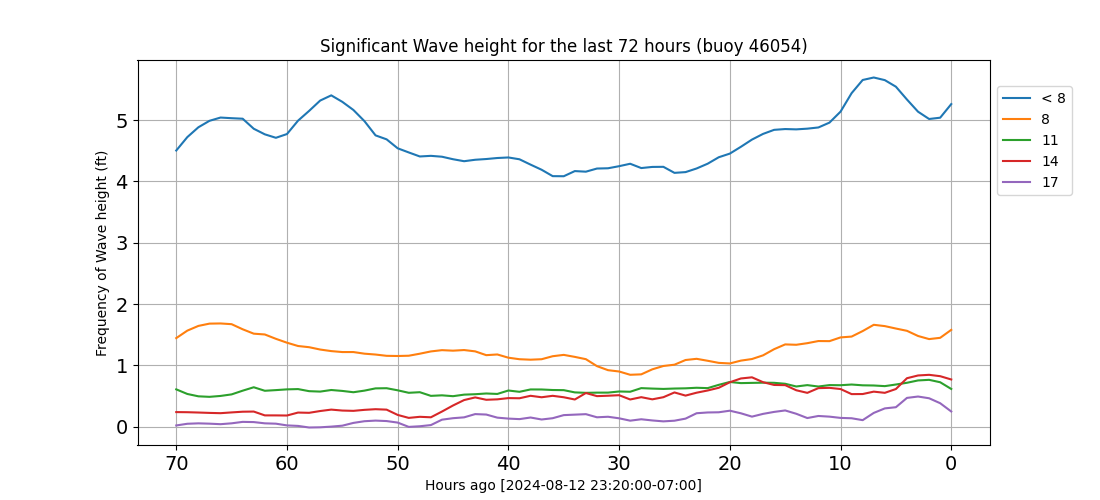 Significant Wave height for the last 72 hours (buoy 46054)
Frequency of Wave height (ft)
5
4
3
2
1
0
70 60 50 40 30 20 10 0
Hours ago [2024-08-12 23:20:00-07:00]
< 8
8
11
14
17